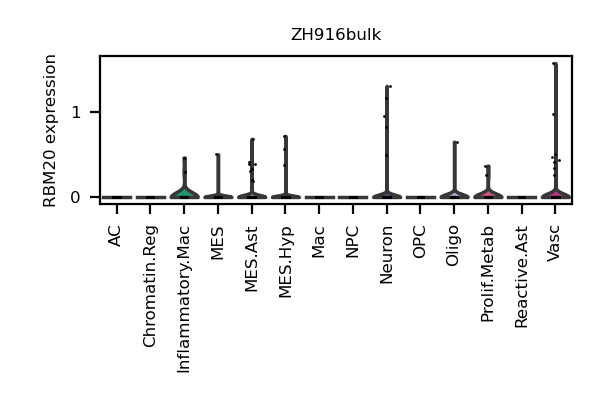 ZH916bulk
RBM20 expression
1
0
AC
Chromatin.Reg
Inflammatory.Mac
MES
MES.Ast
MES.Hyp
Mac
NPC
Neuron
OPC
Oligo
Prolif.Metab
Reactive.Ast
Vasc